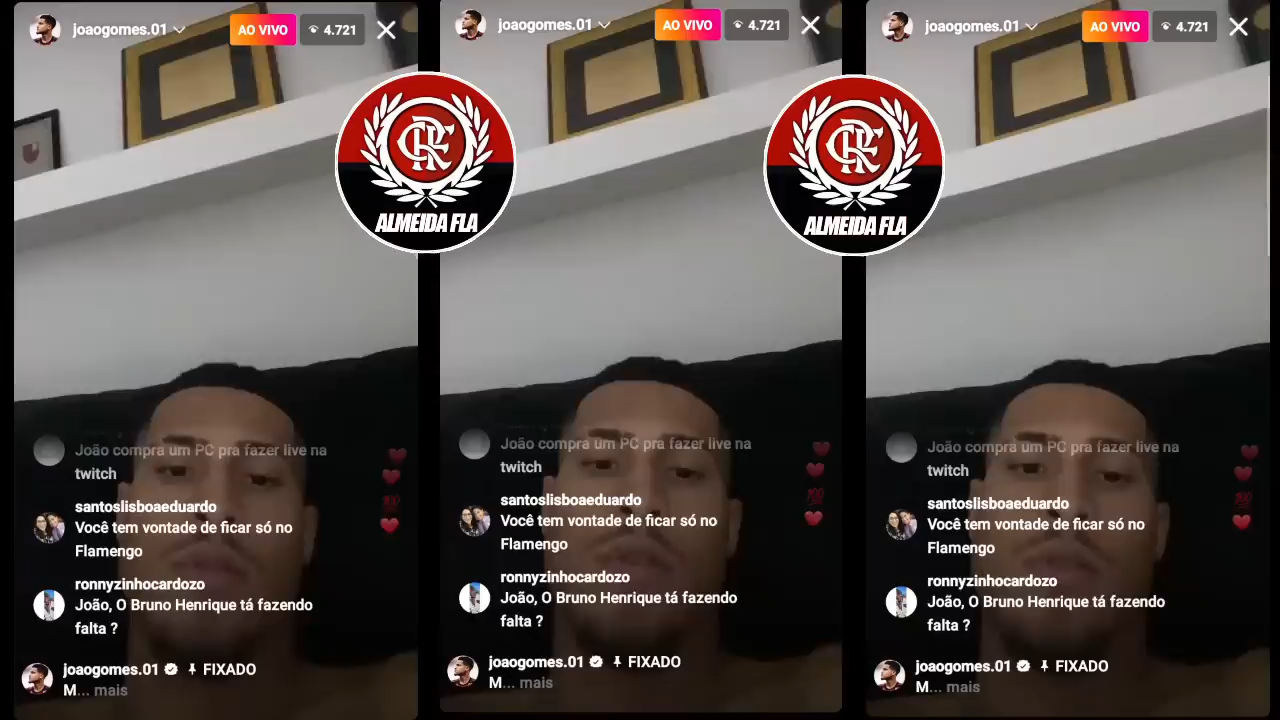 joaogomes.01
AO VIVO
4.721
João compra um PC pra fazer live na
twitch
santoslisboaeduardo
Você tem vontade de ficar só no
Flamengo
ronnyzinhocardozo
João, O Bruno Henrique tá fazendo
falta ?
joaogomes.01 FIXADO
M... mais
CRF
ALMEIDA FLA
joaogomes.01
AO VIVO
4.721
João compra um PC pra fazer live na
twitch
santoslisboaeduardo
Você tem vontade de ficar só no
Flamengo
ronnyzinhocardozo
João, O Bruno Henrique tá fazendo
falta ?
joaogomes.01 FIXADO
M... mais
CRF
ALMEIDA FLA
joaogomes.01
AO VIVO
4.721
João compra um PC pra fazer live na
twitch
santoslisboaeduardo
Você tem vontade de ficar só no
Flamengo
ronnyzinhocardozo
João, O Bruno Henrique tá fazendo
falta ?
joaogomes.01 FIXADO
M... mais